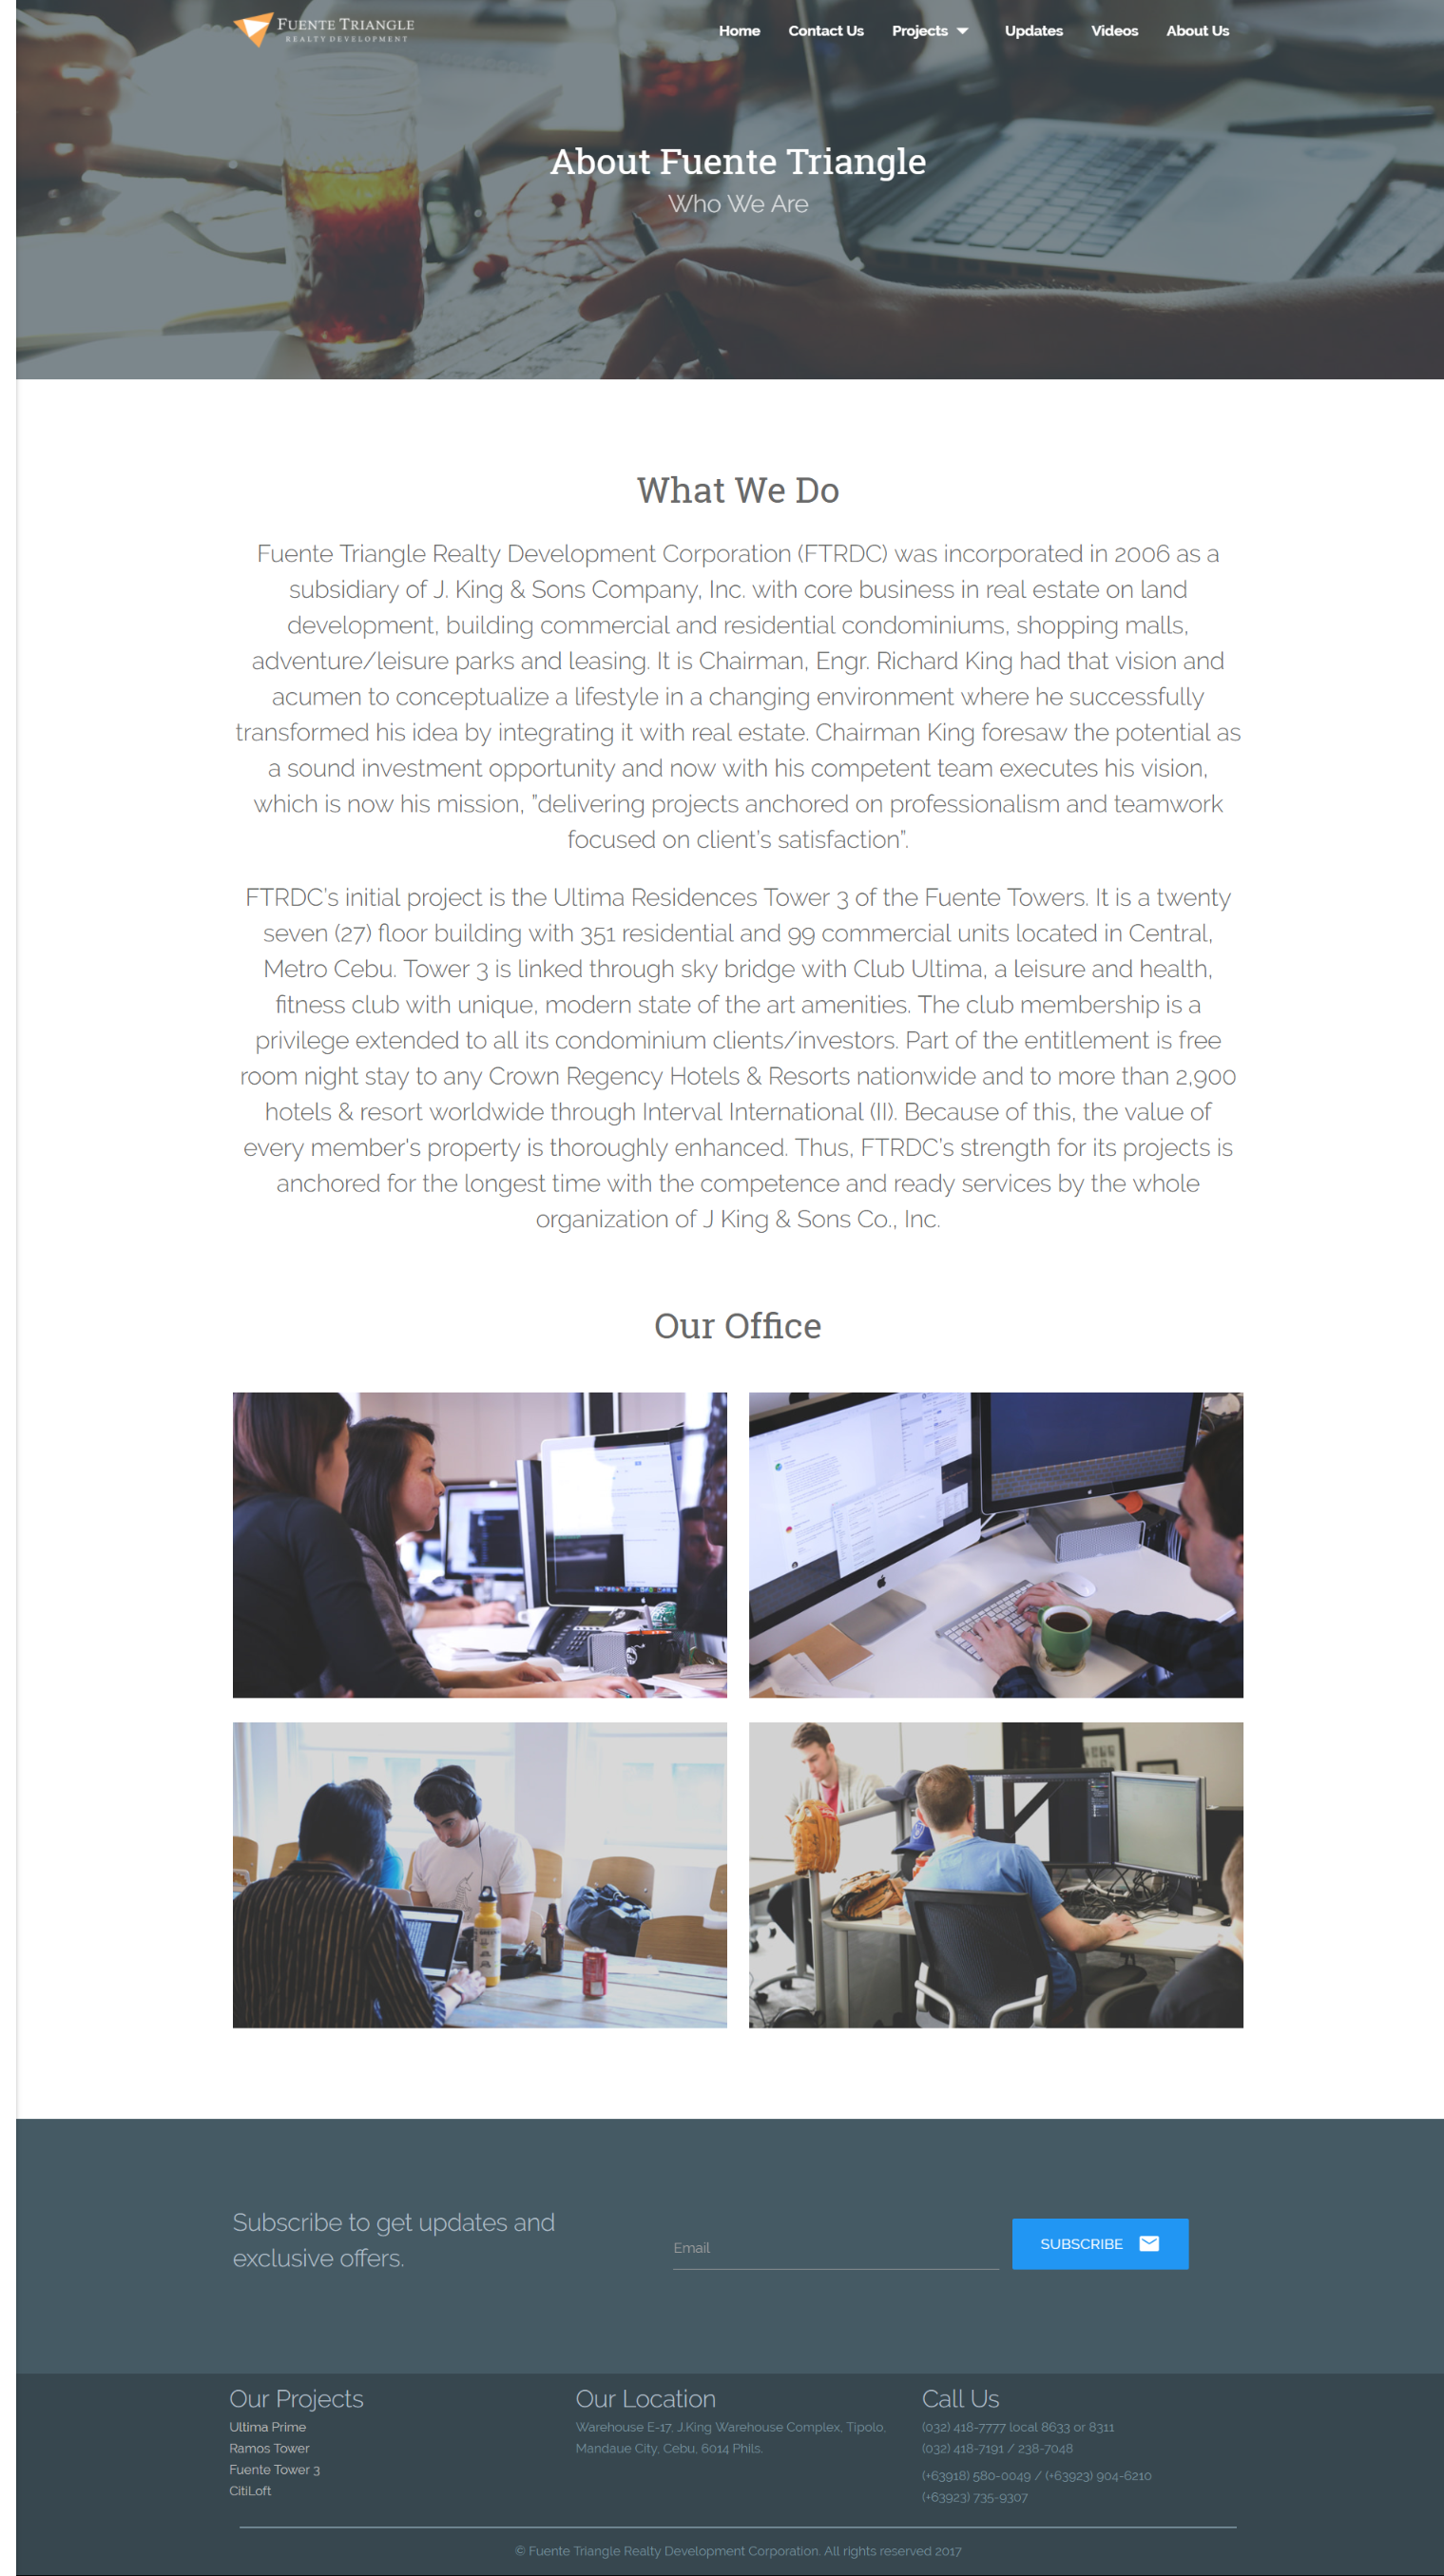 FUENTE TRIANGLE
REALTY DEVELOPMENT
Home Contact Us Projects Updates Videos About Us
About Fuente Triangle
Who We Are
What We Do
Fuente Triangle Realty Development Corporation (FTRDC) was incorporated in 2006 as a
subsidiary of J. King & Sons Company, Inc. with core business in real estate on land
development, building commercial and residential condominiums, shopping malls,
adventure/leisure parks and leasing. It is Chairman, Engr. Richard King had that vision and
acumen to conceptualize a lifestyle in a changing environment where he successfully
transformed his idea by integrating it with real estate. Chairman King foresaw the potential as
a sound investment opportunity and now with his competent team executes his vision,
which is now his mission, "delivering projects anchored on professionalism and teamwork
focused on client's satisfaction".
FTRDC's initial project is the Ultima Residences Tower 3 of the Fuente Towers. It is a twenty
seven (27) floor building with 351 residential and 99 commercial units located in Central,
Metro Cebu. Tower 3 is linked through sky bridge with Club Ultima, a leisure and health,
fitness club with unique, modern state of the art amenities. The club membership is a
privilege extended to all its condominium clients/investors. Part of the entitlement is free
room night stay to any Crown Regency Hotels & Resorts nationwide and to more than 2,900
hotels & resort worldwide through Interval International (II). Because of this, the value of
every member's property is thoroughly enhanced. Thus, FTRDC's strength for its projects is
anchored for the longest time with the competence and ready services by the whole
organization of J King & Sons Co., Inc.
Our Office
Subscribe to get updates and
exclusive offers.
Email
SUBSCRIBE
Our Projects
Ultima Prime
Ramos Tower
Fuente Tower 3
CitiLoft
Our Location
Warehouse E-17, J.King Warehouse Complex, Tipolo,
Mandaue City, Cebu, 6014 Phils.
Call Us
(032) 418-7777 local 8633 or 8311
(032) 418-7191 / 238-7048
(+63918) 580-0049 / (+63923) 904-6210
(+63923) 735-9307
© Fuente Triangle Realty Development Corporation. All rights reserved 2017